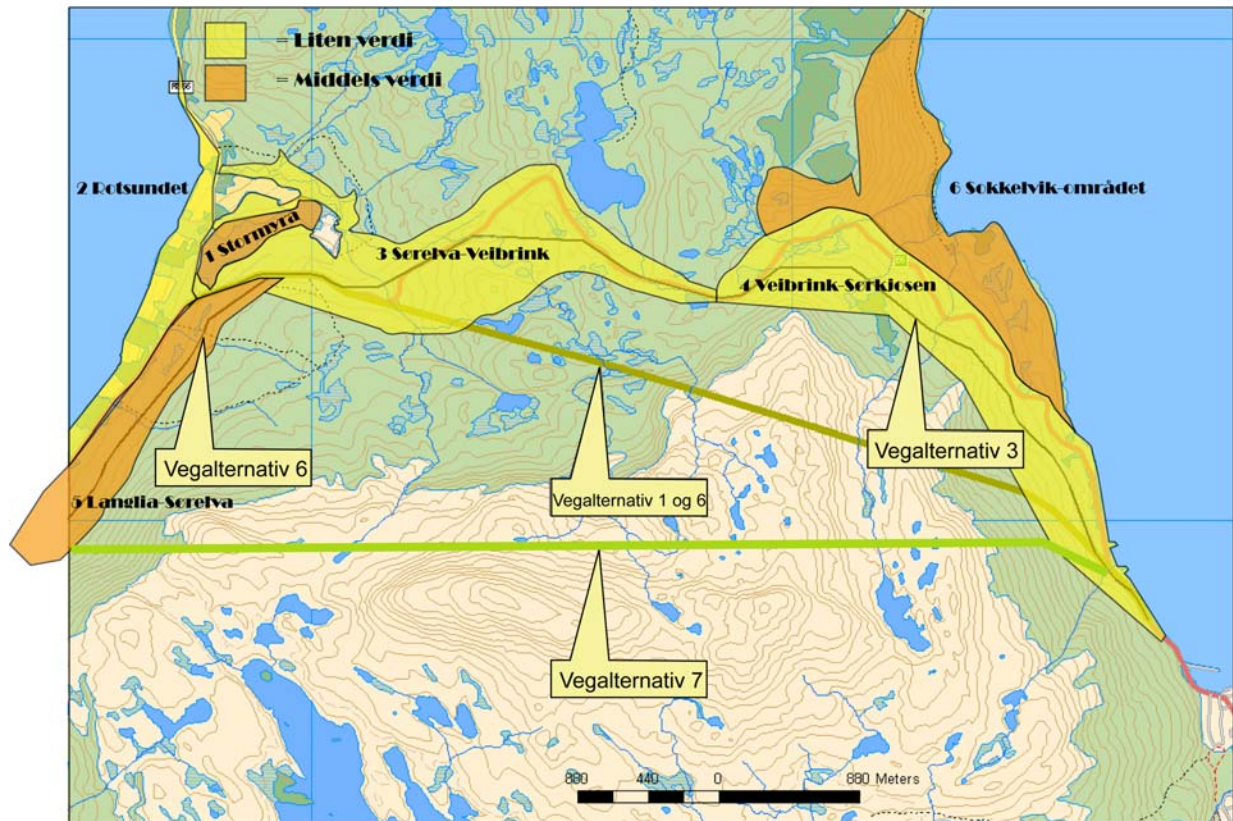 = Liten verdi
= Middels verdi
2 Rotsundet
6 Sokkelvik-området
1 Stormyra
3 Sørelva-Veibrink
4 Veibrink-Sørkjosen
Vegalternativ 6
Vegalternativ 1 og 6
Vegalternativ 3
5 Langlia-Sørelva
Vegalternativ 7
880 440 0 880 Meters